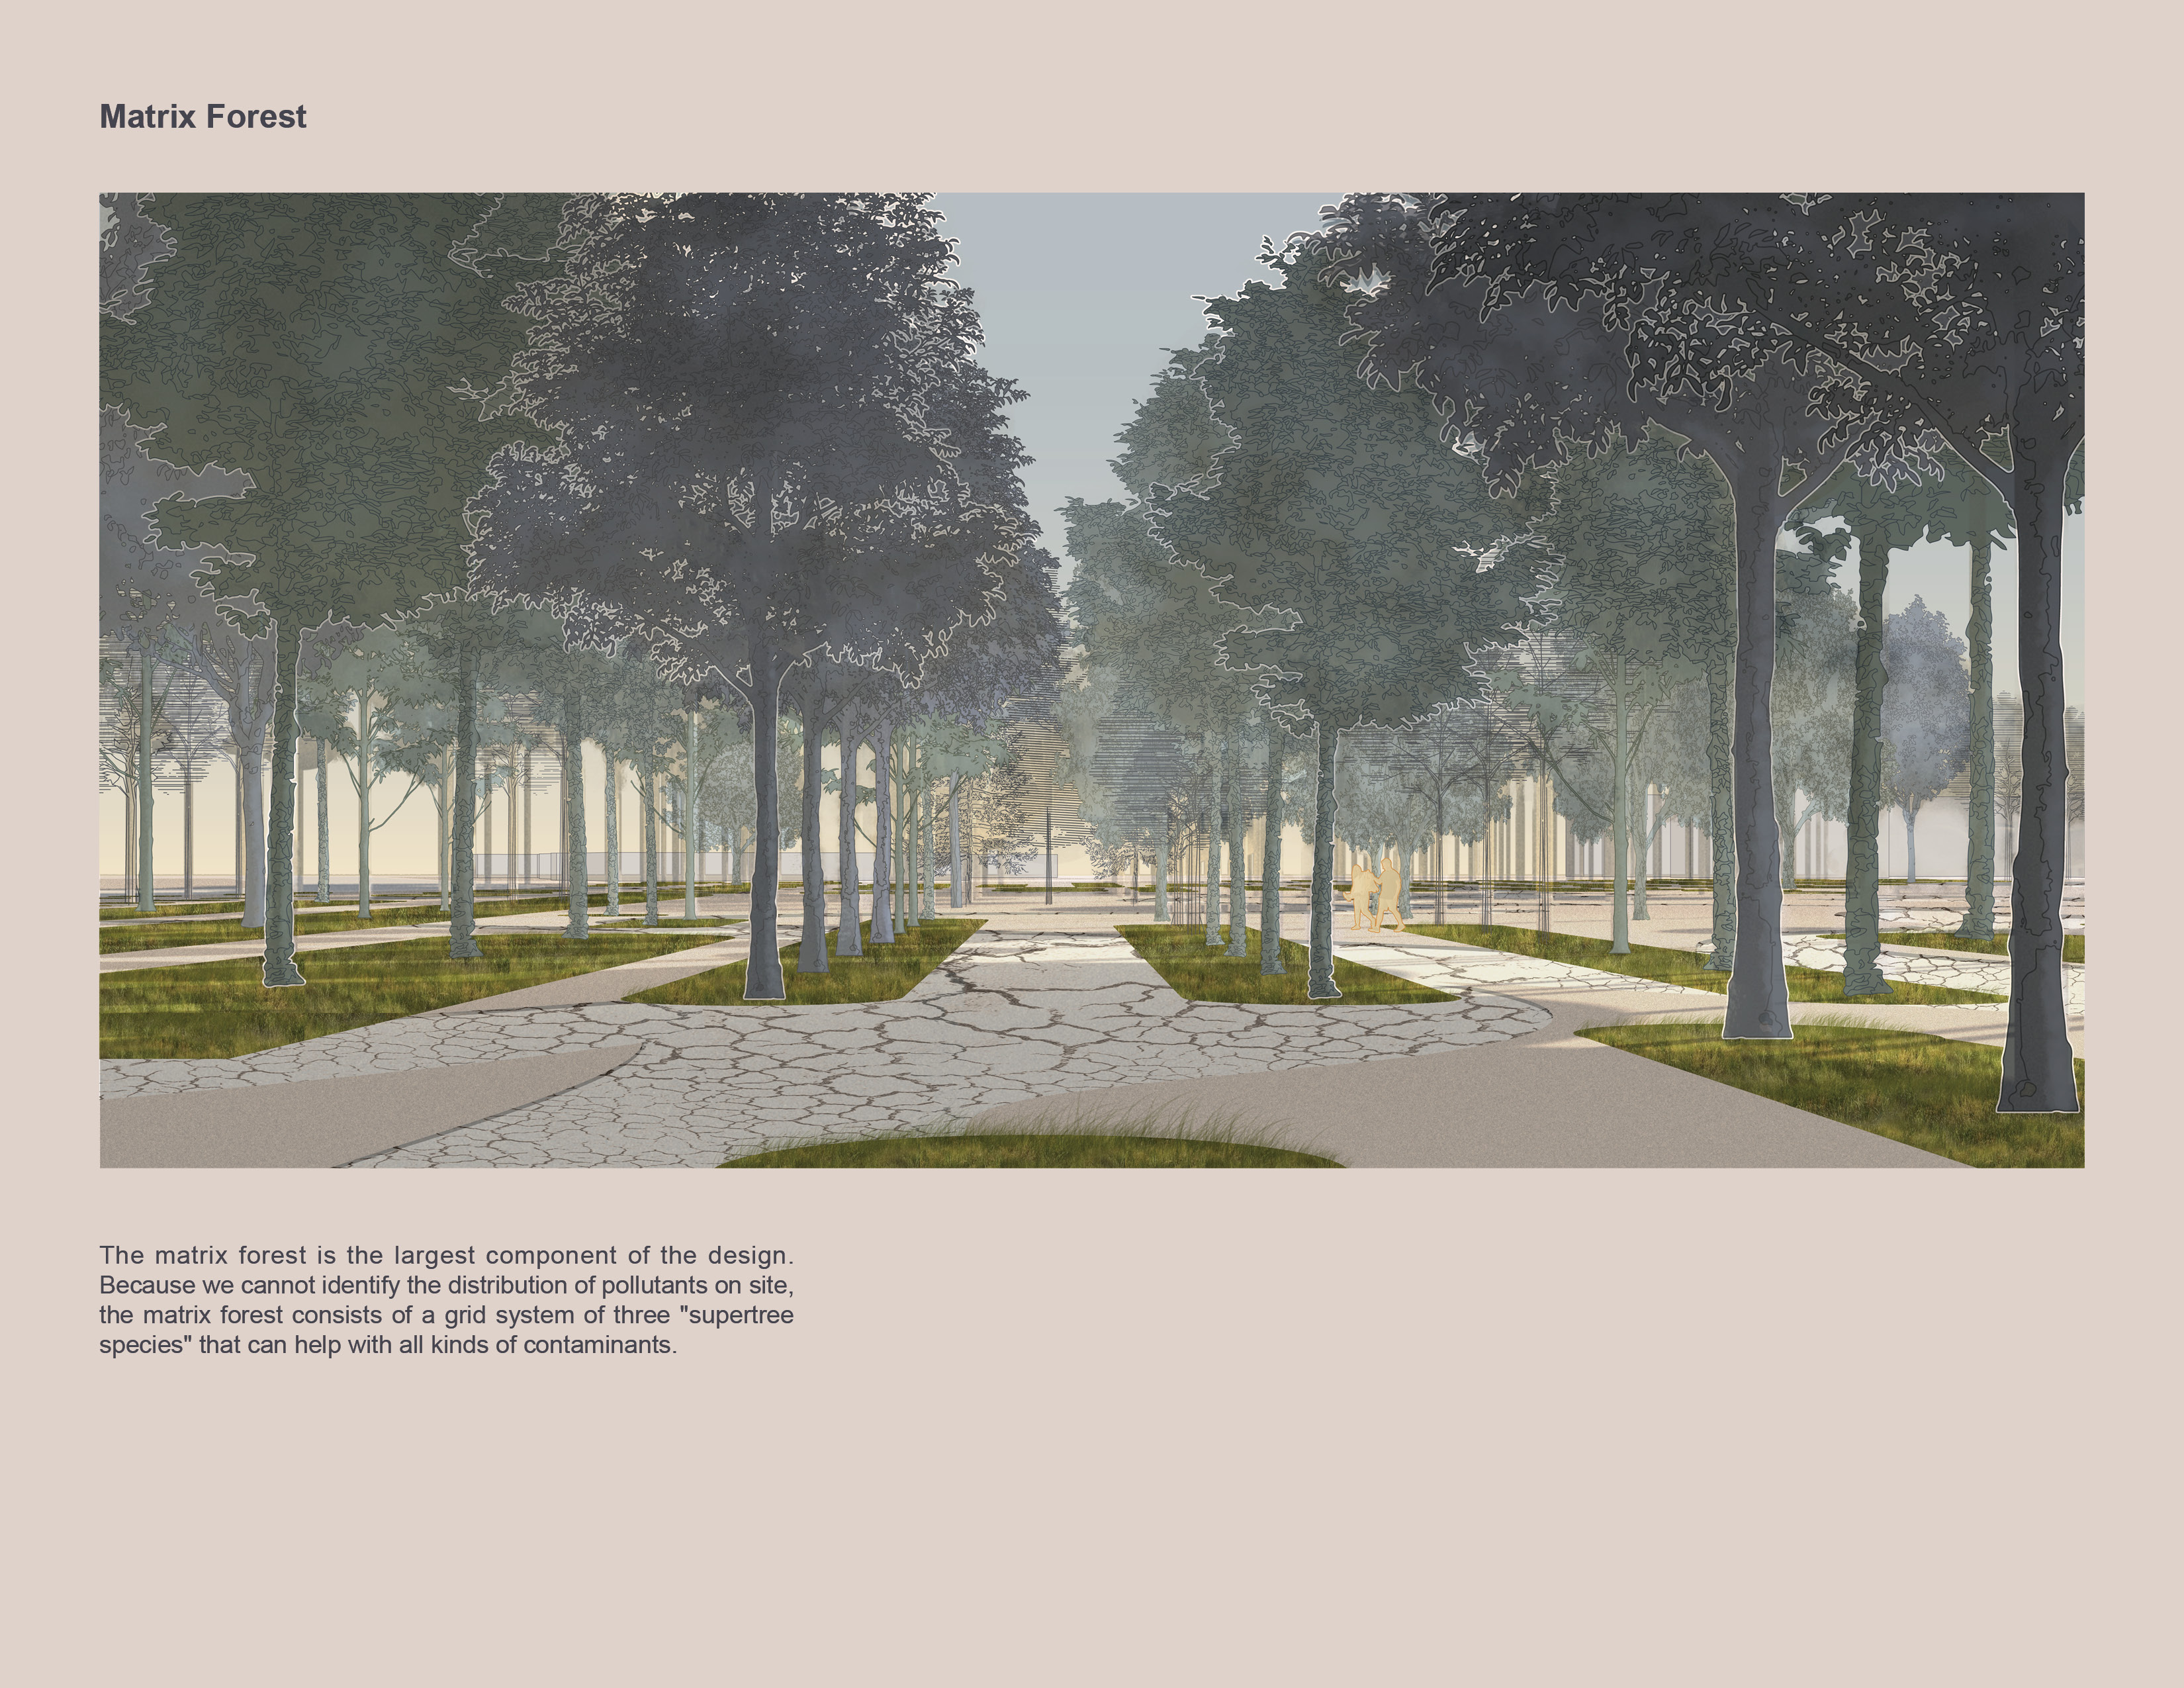 Matrix Forest
The matrix forest is the largest component of the design.
Because we cannot identify the distribution of pollutants on site,
the matrix forest consists of a grid system of three "supertree
species" that can help with all kinds of contaminants.